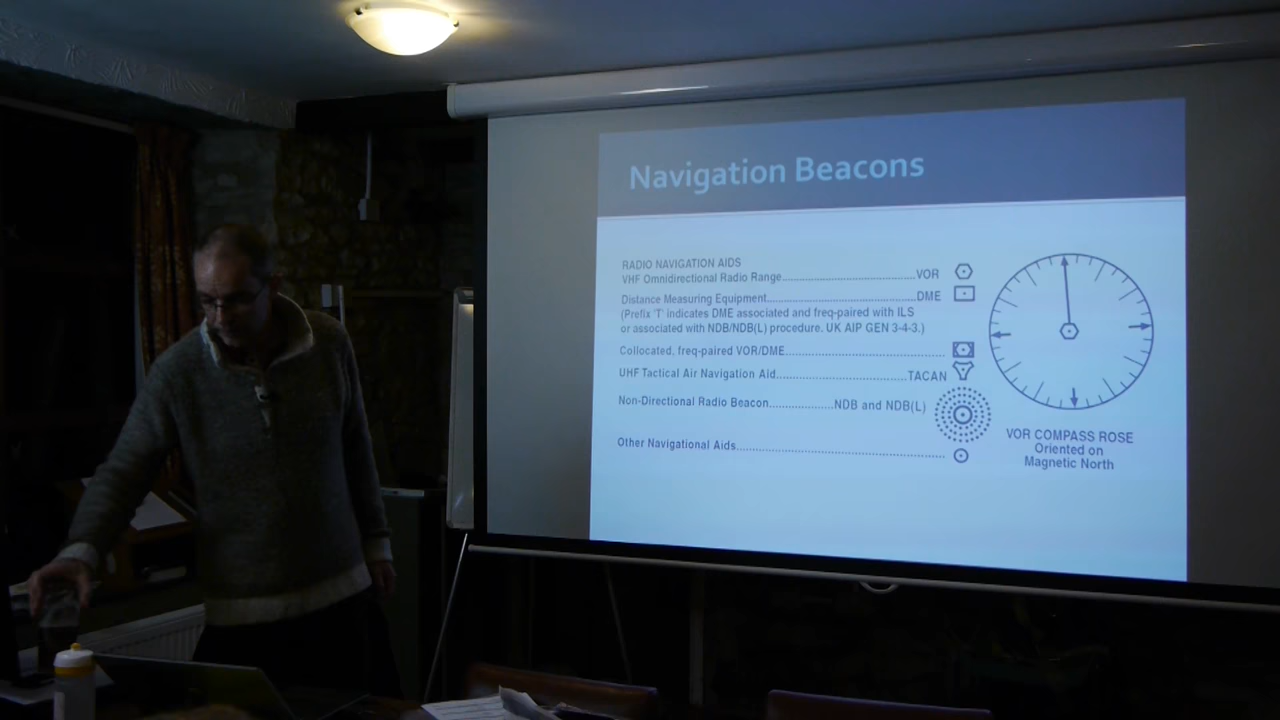 Navigation Beacons
RADIO NAVIGATION AIDS
VHF Omnidirectional Radio Range..............................................VOR
Distance Measuring Equipment....................................................DME
(Prefix 'T' indicates DME associated and freq-paired with ILS
or associated with NDB/NDB(L) procedure. UK AIP GEN 3-4-3.)
Collocated, freq-paired VOR/DME......................................................
UHF Tactical Air Navigation Aid.............................................TACAN
Non-Directional Radio Beacon......................NDB and NDB(L)
Other Navigational Aids......................................................................
VOR COMPASS ROSE
Oriented on
Magnetic North